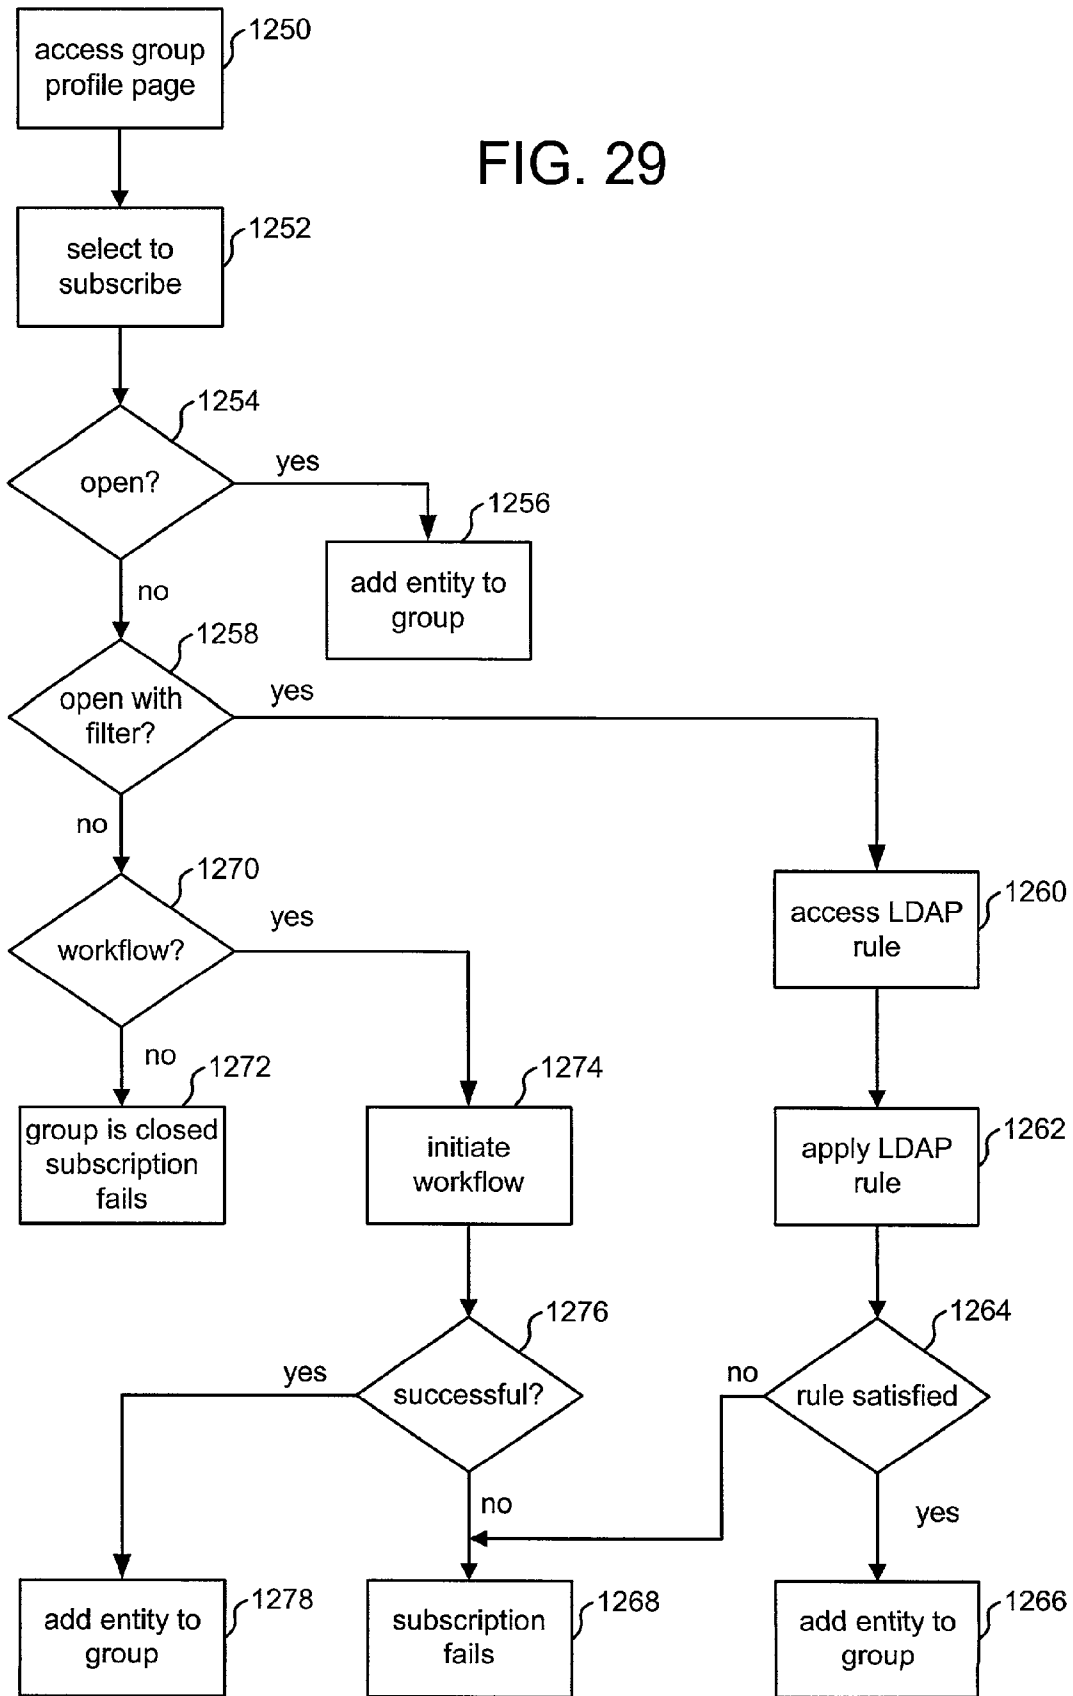 1250
access group
profile page
FIG. 29
1252
select to
subscribe
1254
open?
yes
1256
add entity to
group
no
1258
open with
filter?
yes
no
1270
workflow?
yes
1260
access LDAP
rule
no
1272
group is closed
subscription
fails
1274
initiate
workflow
1262
apply LDAP
rule
1276
successful?
yes
no
1264
rule satisfied
no
yes
1278
add entity to
group
1268
subscription
fails
1266
add entity to
group